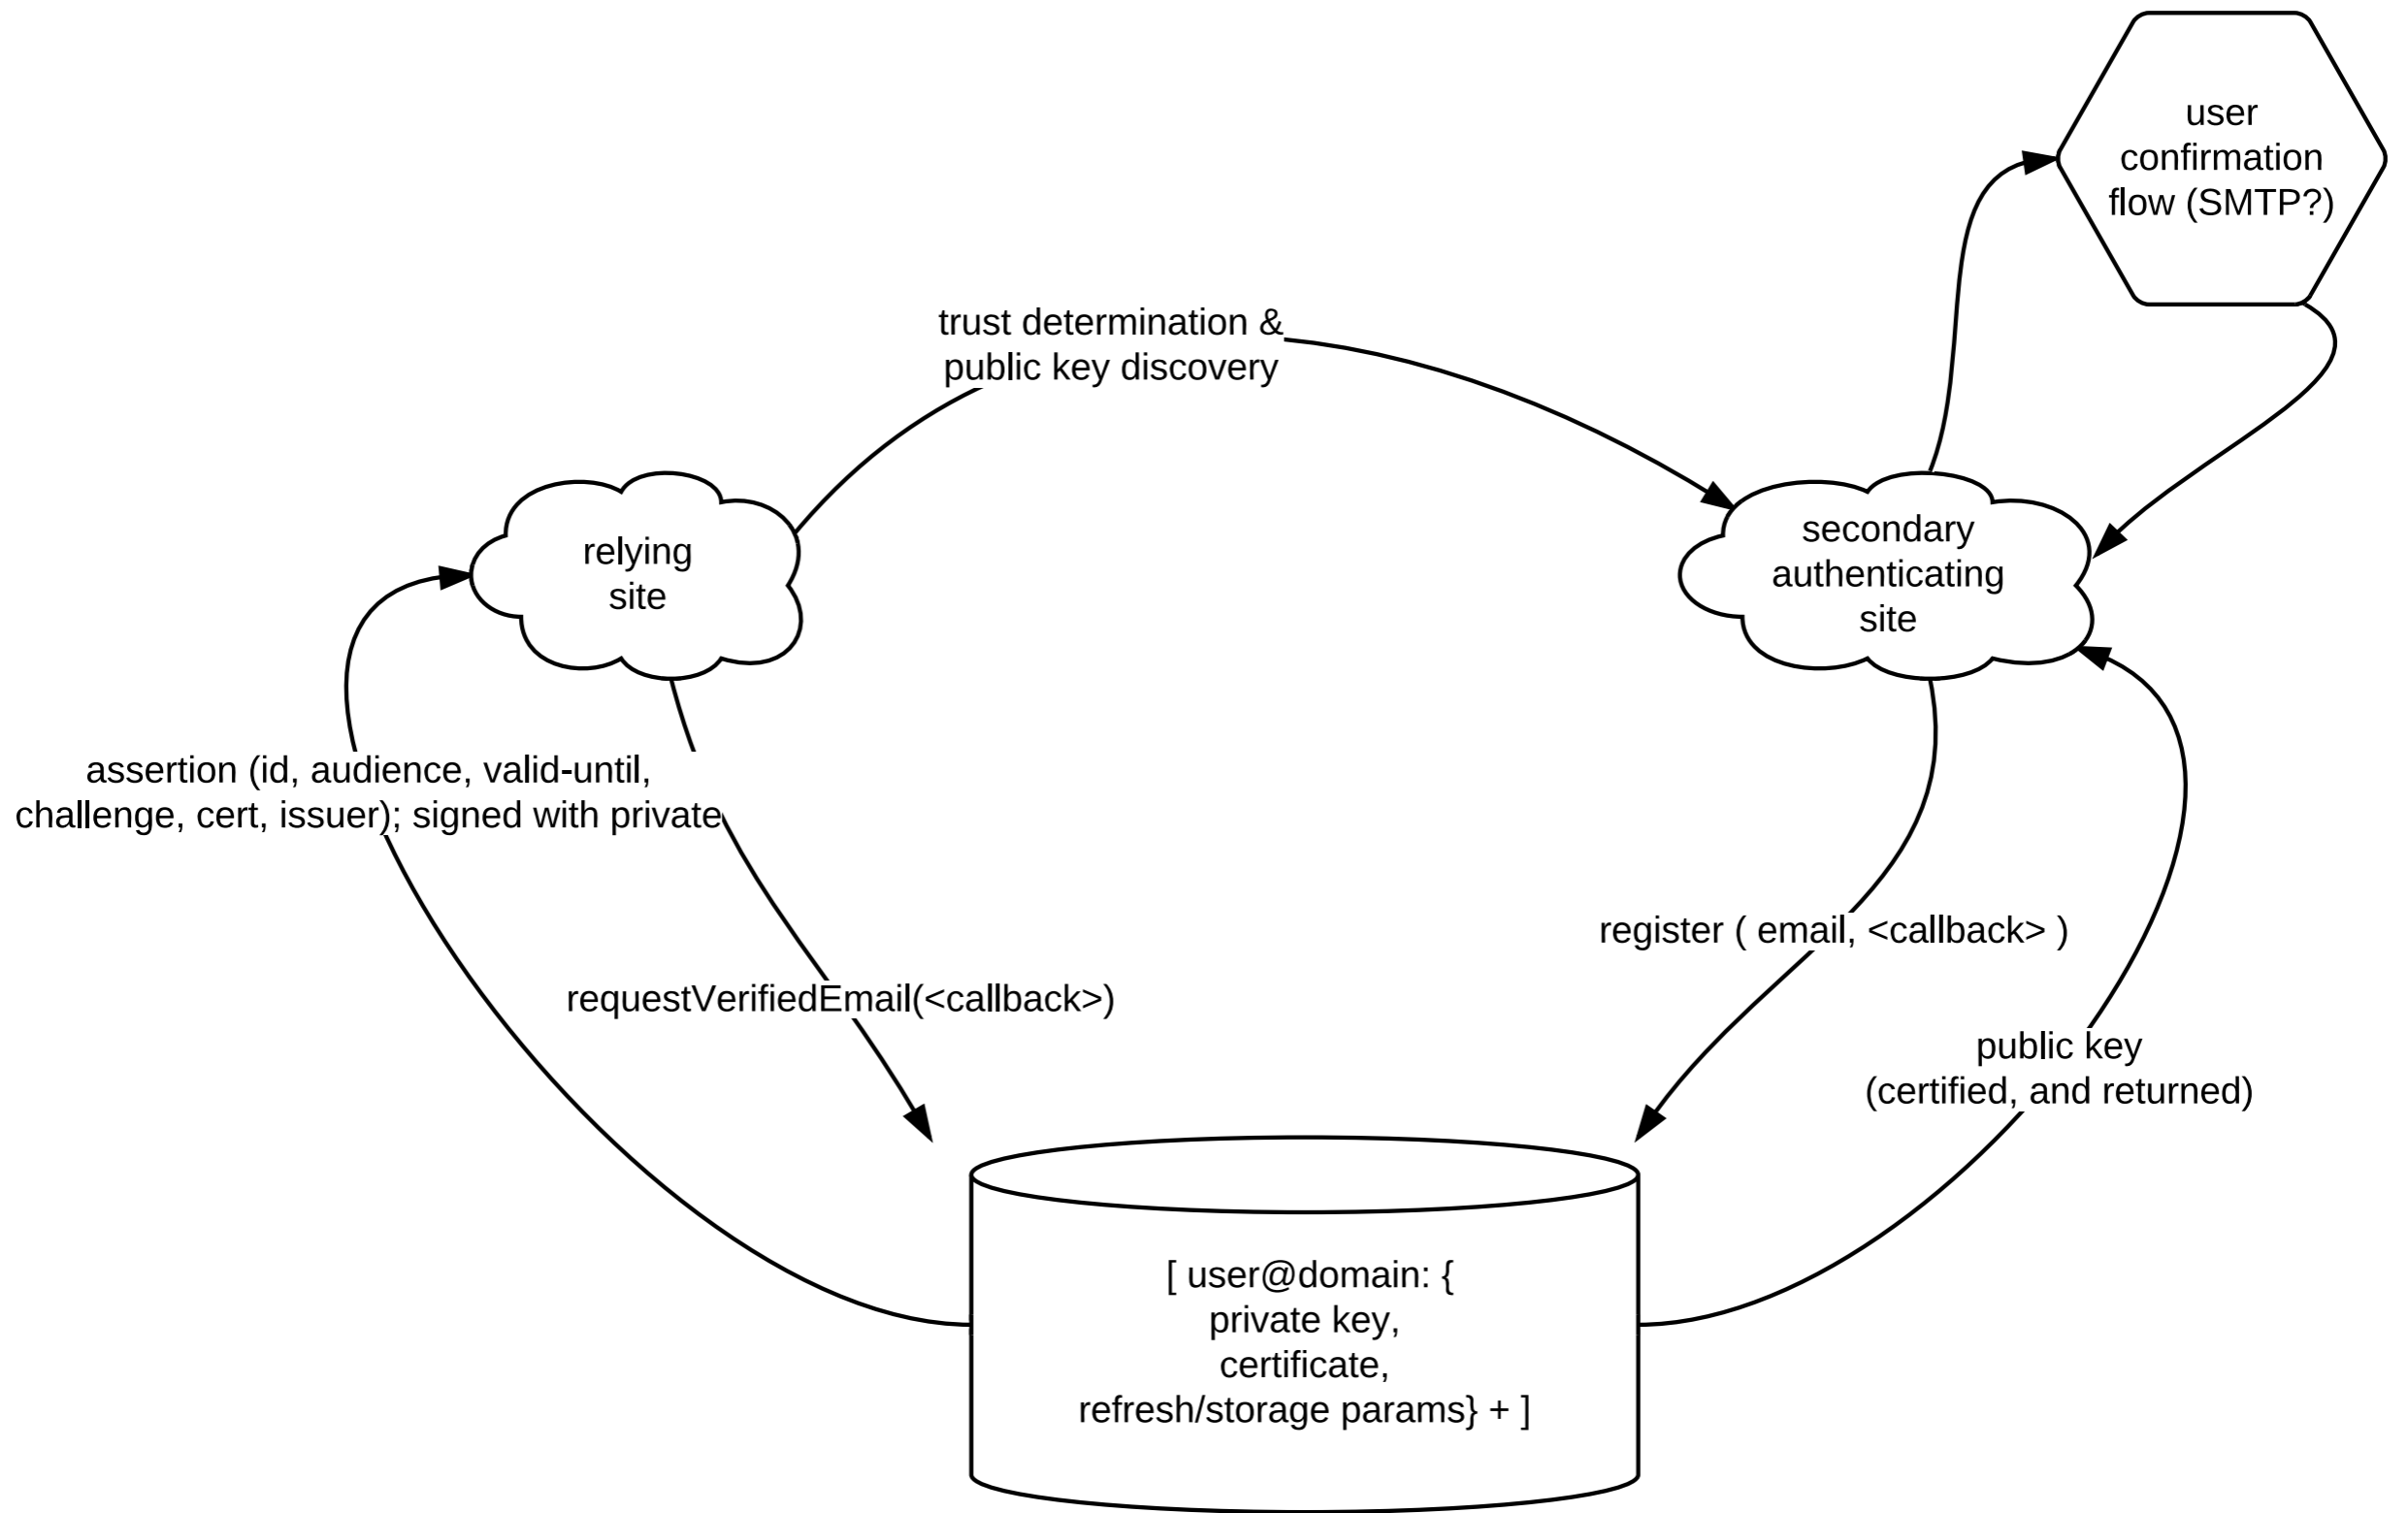 user
confirmation
flow (SMTP?)
trust determination &
public key discovery
relying
site
secondary
authenticating
site
assertion (id, audience, valid-until,
challenge, cert, issuer); signed with private
register ( email, <callback> )
requestVerifiedEmail(<callback>)
public key
(certified, and returned)
[ user@domain: {
private key,
certificate,
refresh/storage params} + ]